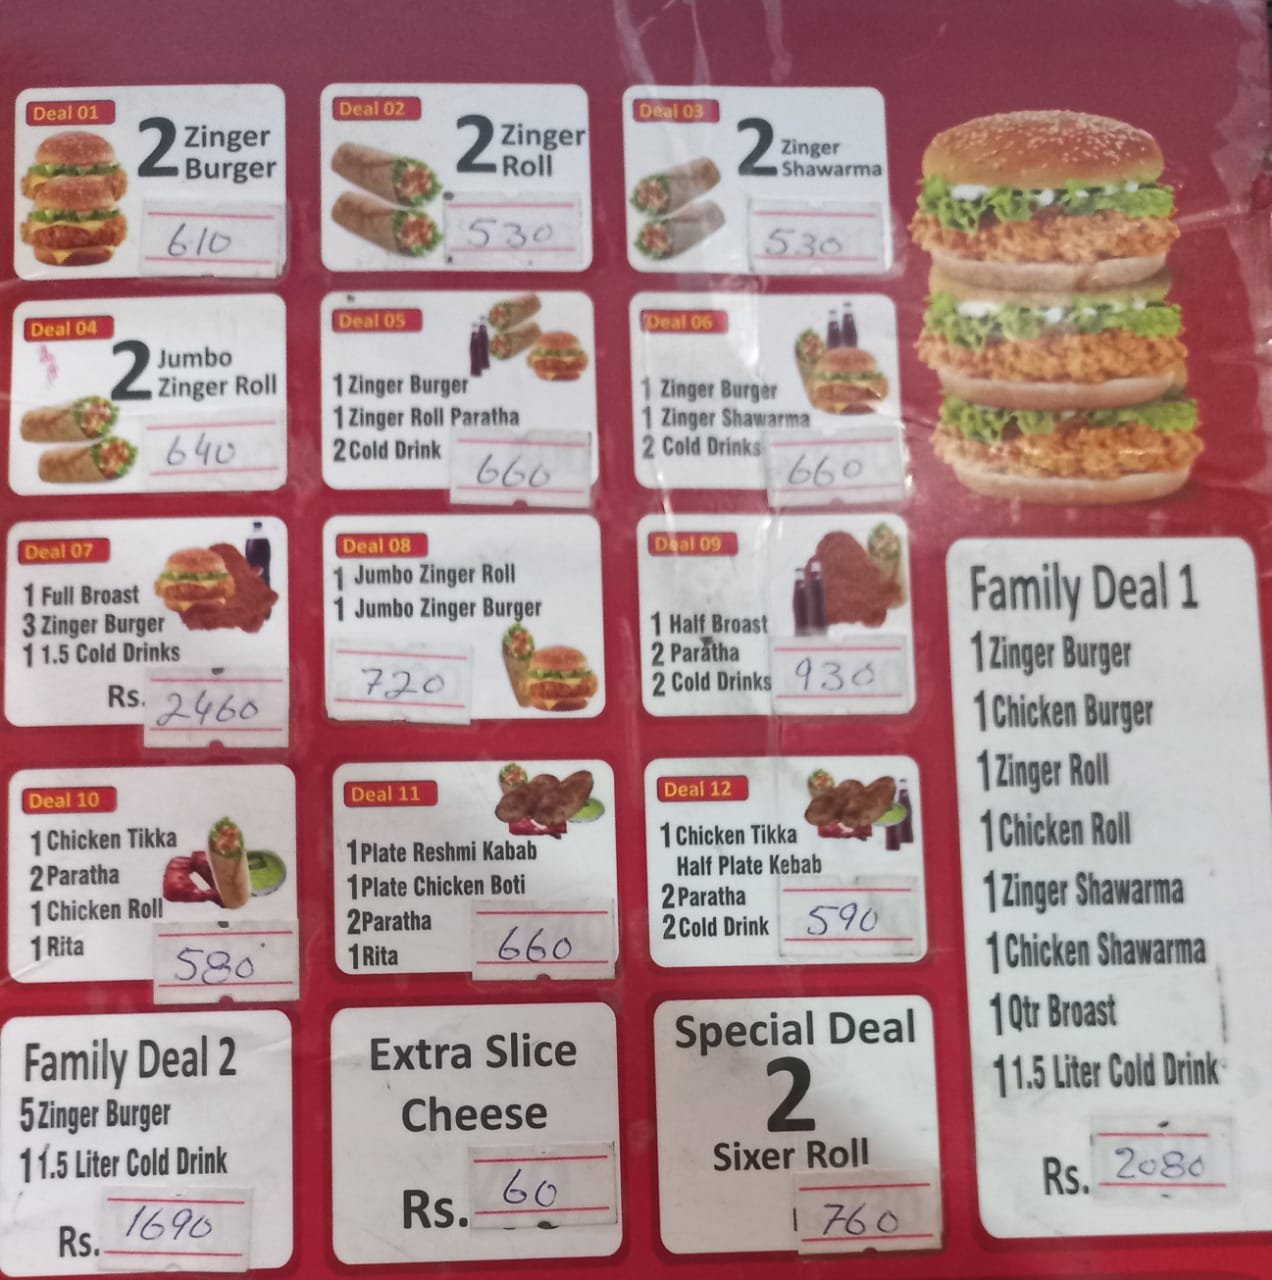 Deal 01
2 Zinger
Burger
610
Deal 02
2 Zinger
Roll
530
Deal 03
2 Zinger
Shawarma
530
Deal 04
2 Jumbo
Zinger Roll
640
Deal 05
1 Zinger Burger
1 Zinger Roll Paratha
2 Cold Drink
660
Deal 06
1 Zinger Burger
1 Zinger Shawarma
2 Cold Drinks
660
Deal 07
1 Full Broast
3 Zinger Burger
1 1.5 Cold Drinks
Rs. 2460
Deal 08
1 Jumbo Zinger Roll
1 Jumbo Zinger Burger
720
Deal 09
1 Half Broast
2 Paratha
2 Cold Drinks
930
Deal 10
1 Chicken Tikka
2 Paratha
1 Chicken Roll
1 Rita
580
Deal 11
1 Plate Reshmi Kabab
1 Plate Chicken Boti
2 Paratha
1 Rita
660
Deal 12
1 Chicken Tikka
Half Plate Kebab
2 Paratha
2 Cold Drink
590
Family Deal 2
5 Zinger Burger
1 1.5 Liter Cold Drink
Rs. 1690
Extra Slice
Cheese
Rs. 60
Special Deal
2
Sixer Roll
760
Family Deal 1
1 Zinger Burger
1 Chicken Burger
1 Zinger Roll
1 Chicken Roll
1 Zinger Shawarma
1 Chicken Shawarma
1 Qtr Broast
1 1.5 Liter Cold Drink
Rs. 2080